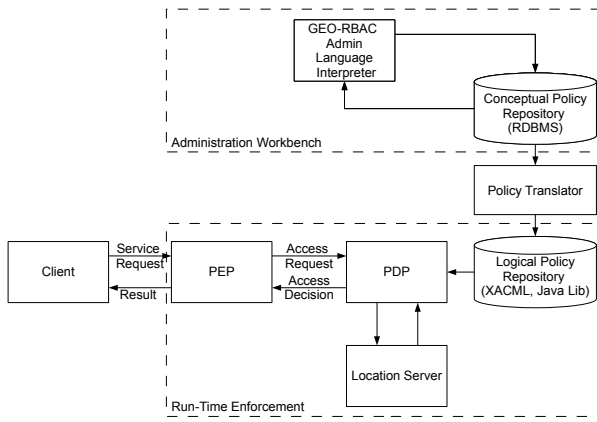 GEO-RBAC
Admin
Language
Interpreter
Conceptual Policy
Repository
(RDBMS)
Administration Workbench
Policy Translator
Client
Service
Request
Result
PEP
Access
Request
Access
Decision
PDP
Logical Policy
Repository
(XACML, Java Lib)
Location Server
Run-Time Enforcement